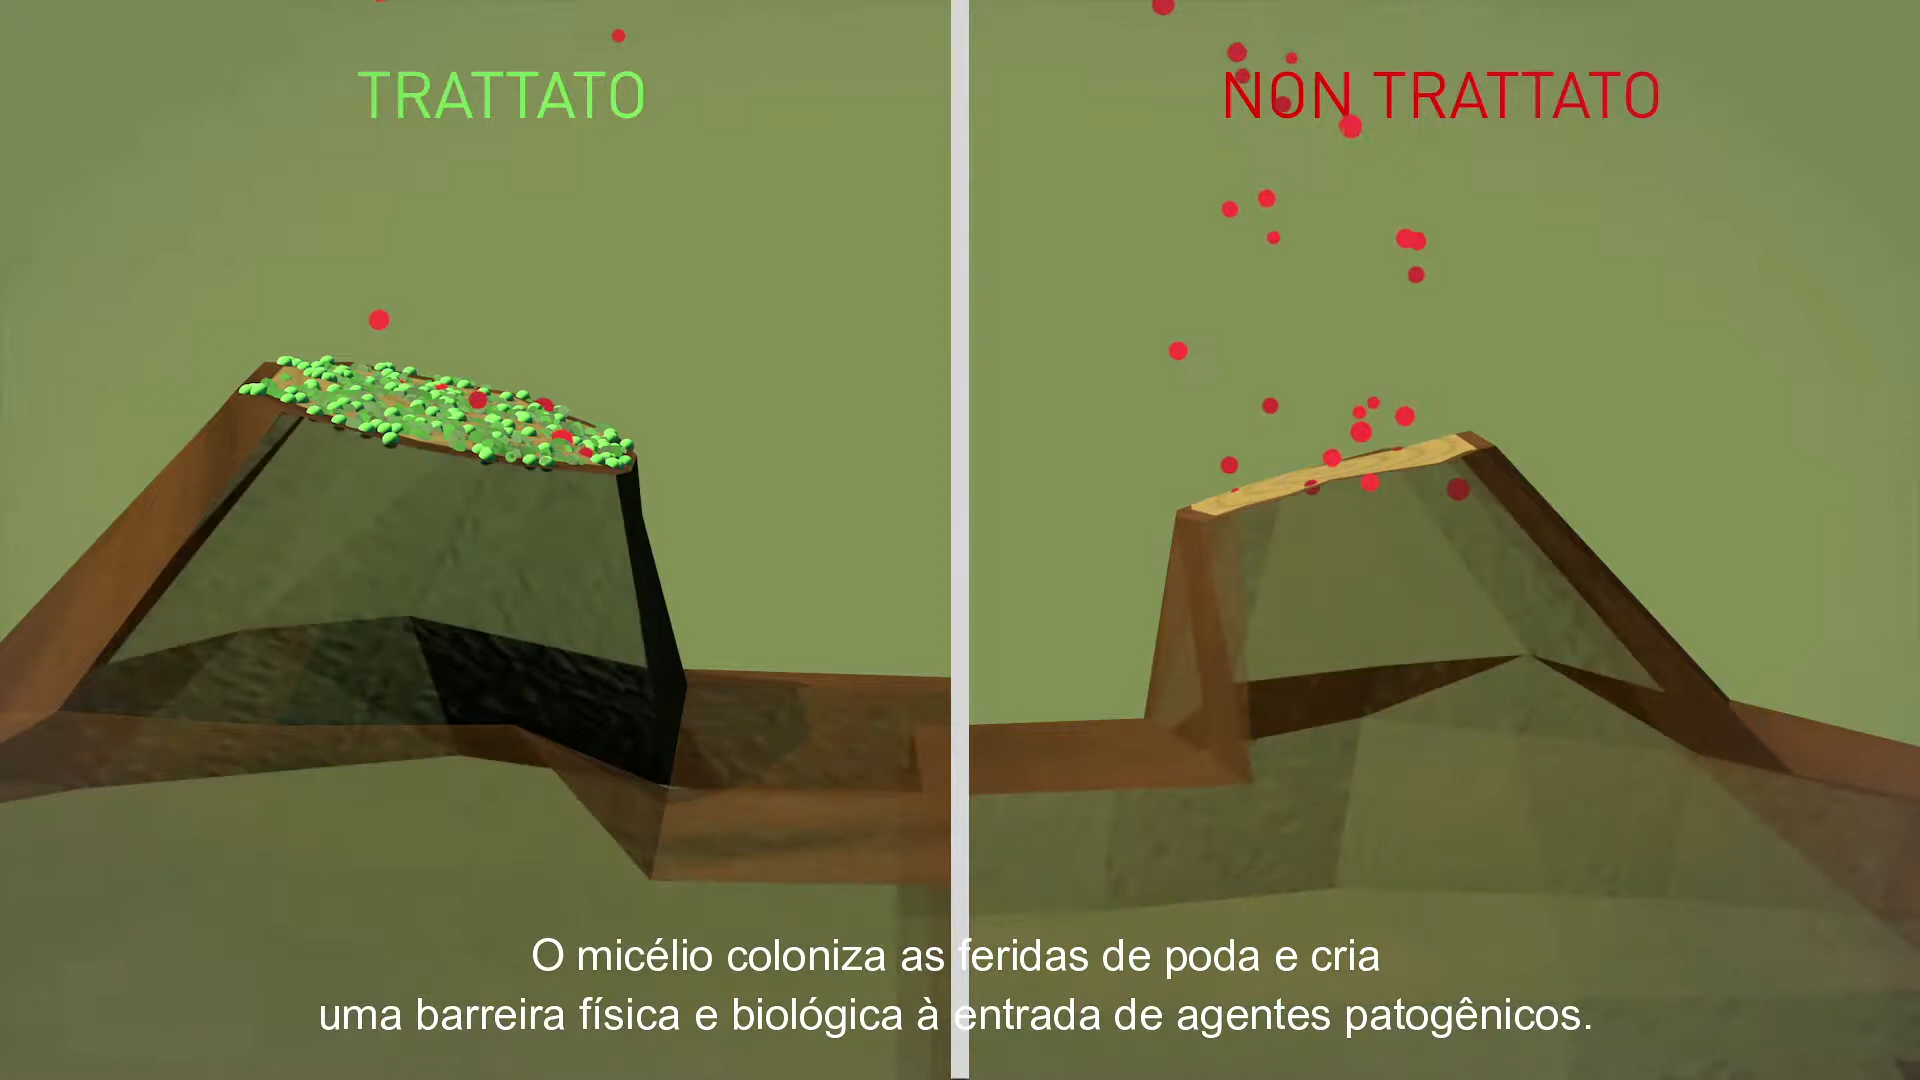 TRATTATO
NON TRATTATO
O micélio coloniza as feridas de poda e cria
uma barreira física e biológica à entrada de agentes patogênicos.